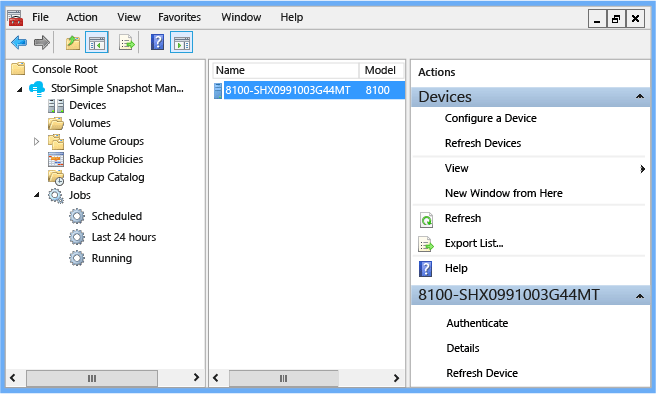 File Action View Favorites Window Help
Console Root
StorSimple Snapshot Man...
Devices
Volumes
Volume Groups
Backup Policies
Backup Catalog
Jobs
Scheduled
Last 24 hours
Running
Name Model
8100-SHX0991003G44MT 8100
Actions
Devices
Configure a Device
Refresh Devices
View
New Window from Here
Refresh
Export List...
Help
8100-SHX0991003G44MT
Authenticate
Details
Refresh Device